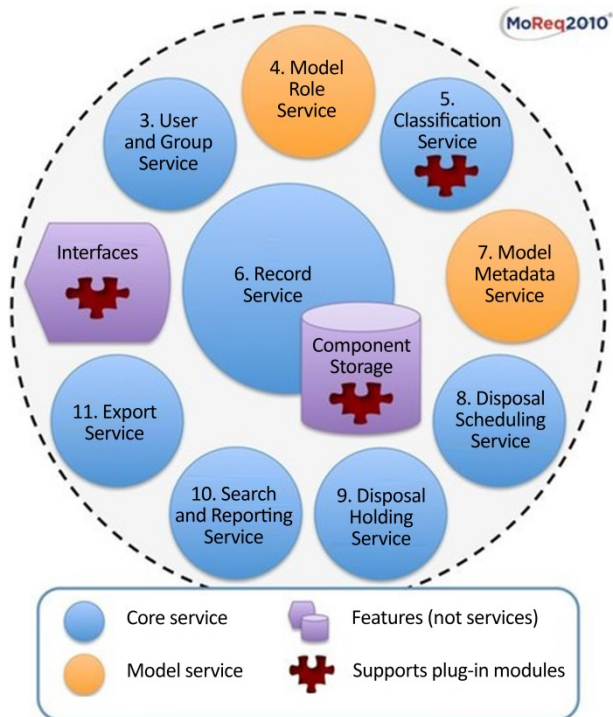 MoReq2010®
4. Model
Role
Service
3. User
and Group
Service
5.
Classification
Service
Interfaces
6. Record
Service
7. Model
Metadata
Service
Component
Storage
8. Disposal
Scheduling
Service
11. Export
Service
10. Search
and Reporting
Service
9. Disposal
Holding
Service
Core service
Features (not services)
Model service
Supports plug-in modules